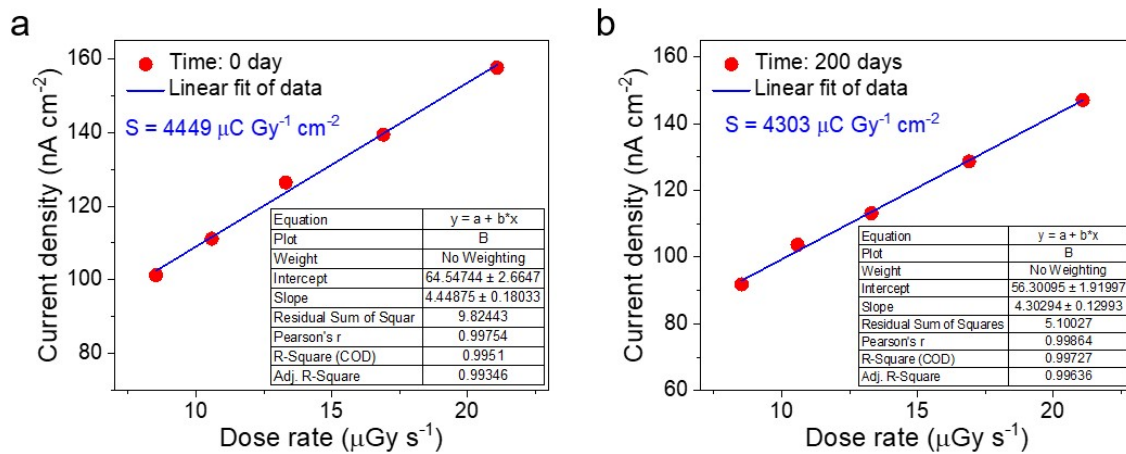 a
Current density (nA cm⁻²)
160
140
120
100
80
10
15
20
Dose rate (μGy s⁻¹)
Time: 0 day
Linear fit of data
S = 4449 μC Gy⁻¹ cm⁻²
Equation y = a + b*x
Plot B
Weight No Weighting
Intercept 64.54744 ± 2.6647
Slope 4.44875 ± 0.18033
Residual Sum of Squar 9.82443
Pearson's r 0.99754
R-Square (COD) 0.9951
Adj. R-Square 0.99346
b
Current density (nA cm⁻²)
160
140
120
100
80
60
10
15
20
Dose rate (μGy s⁻¹)
Time: 200 days
Linear fit of data
S = 4303 μC Gy⁻¹ cm⁻²
Equation y = a + b*x
Plot B
Weight No Weighting
Intercept 56.30095 ± 1.91997
Slope 4.30294 ± 0.12993
Residual Sum of Squares 5.10027
Pearson's r 0.99864
R-Square (COD) 0.99727
Adj. R-Square 0.99636